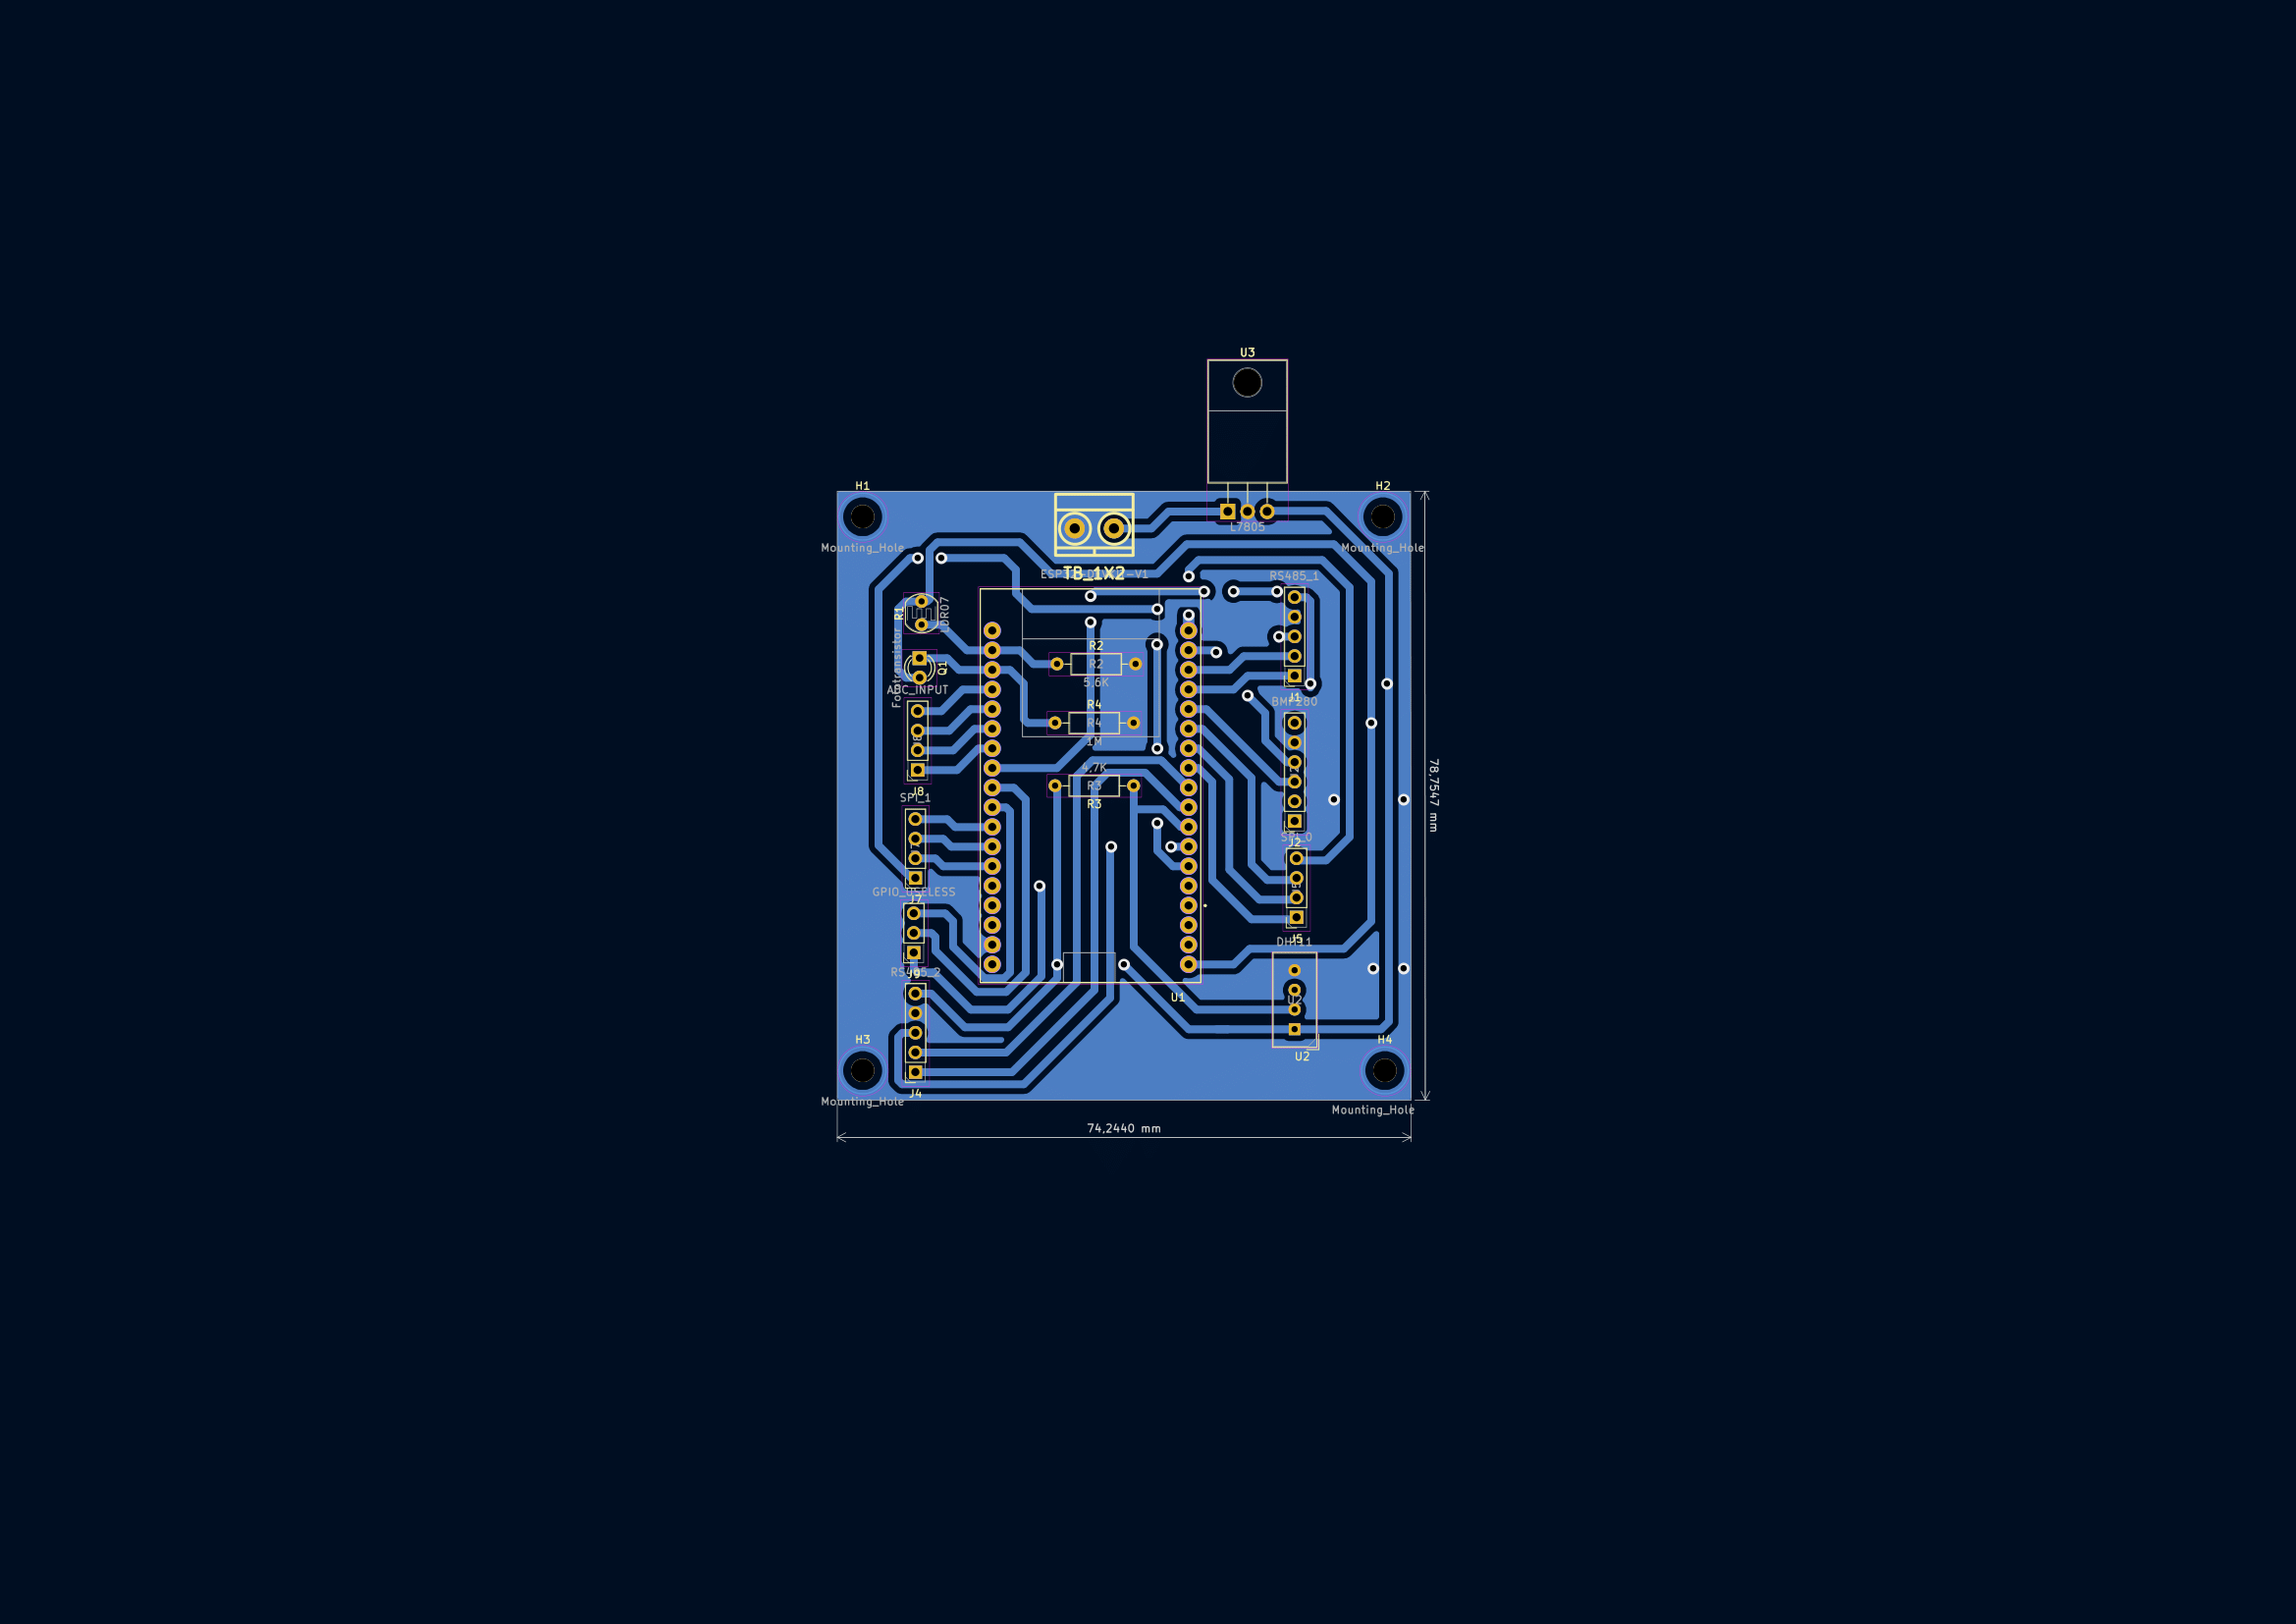 U3
H1
H2
L7805
Mounting_Hole
Mounting_Hole
TB_1X2
RS485_1
R1
LDR07
R2
R2
5,6K
Q1
Fototransistor
ADC_INPUT
J1
BMP280
R4
R4
1M
4,7K
R3
R3
J8
SPI_1
SPI_0
J2
GPIO_USELESS
J7
J5
DHT11
J9
RS485_2
U1
U2
U2
H3
H4
J4
Mounting_Hole
Mounting_Hole
78,7547 mm
74,2440 mm